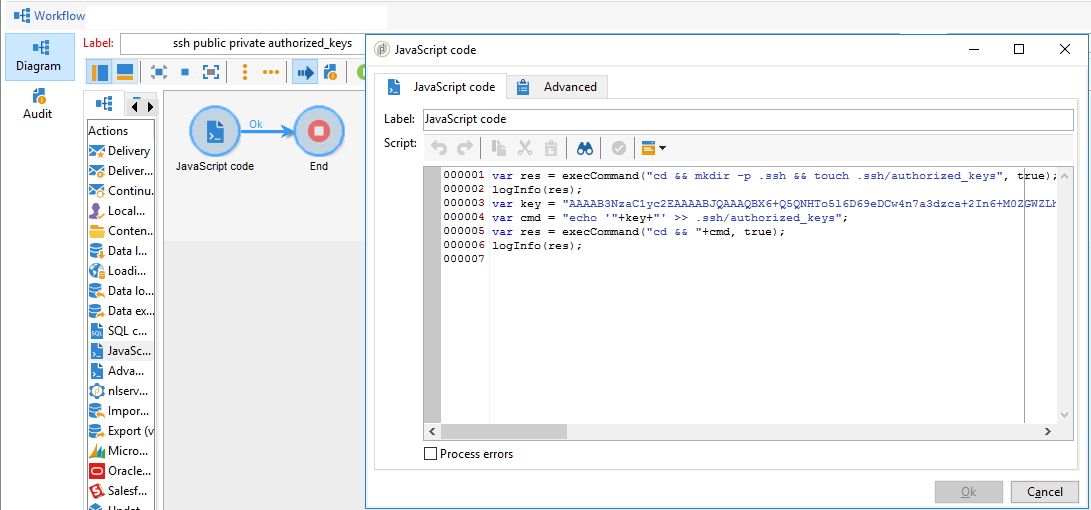 Workflow
Label: ssh public private authorized_keys
Diagram
Audit
Actions
Delivery
Deliver...
Continu...
Local...
Conten...
Data l...
Loadi...
Data lo...
Data ex...
SQL c...
JavaSc...
Adva...
nlserv...
Impor...
Export (v
Micro...
Oracle...
Salesf...
Updat...
Ok
JavaScript code
End
JavaScript code
JavaScript code
Advanced
Label: JavaScript code
Script:
000001 var res = execCommand("cd && mkdir -p .ssh && touch .ssh/authorized_keys", true);
000002 logInfo(res);
000003 var key = "AAAAB3NzaC1yc2EAAAABJQAAAQBX6+Q5QNHTo5l6D69eDCw4n7a3dzca+2In6+M0ZGWZLh
000004 var cmd = "echo '"+key+"' >> .ssh/authorized_keys";
000005 var res = execCommand("cd && "+cmd, true);
000006 logInfo(res);
000007
Process errors
Ok
Cancel